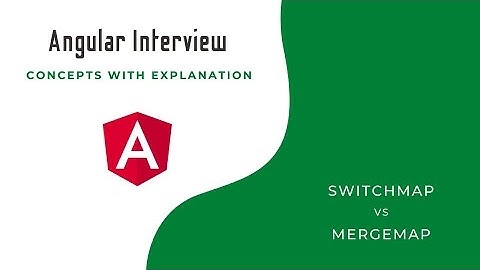 Angular Interview
CONCEPTS WITH EXPLANATION
A
SWITCHMAP
VS
MERGEMAP